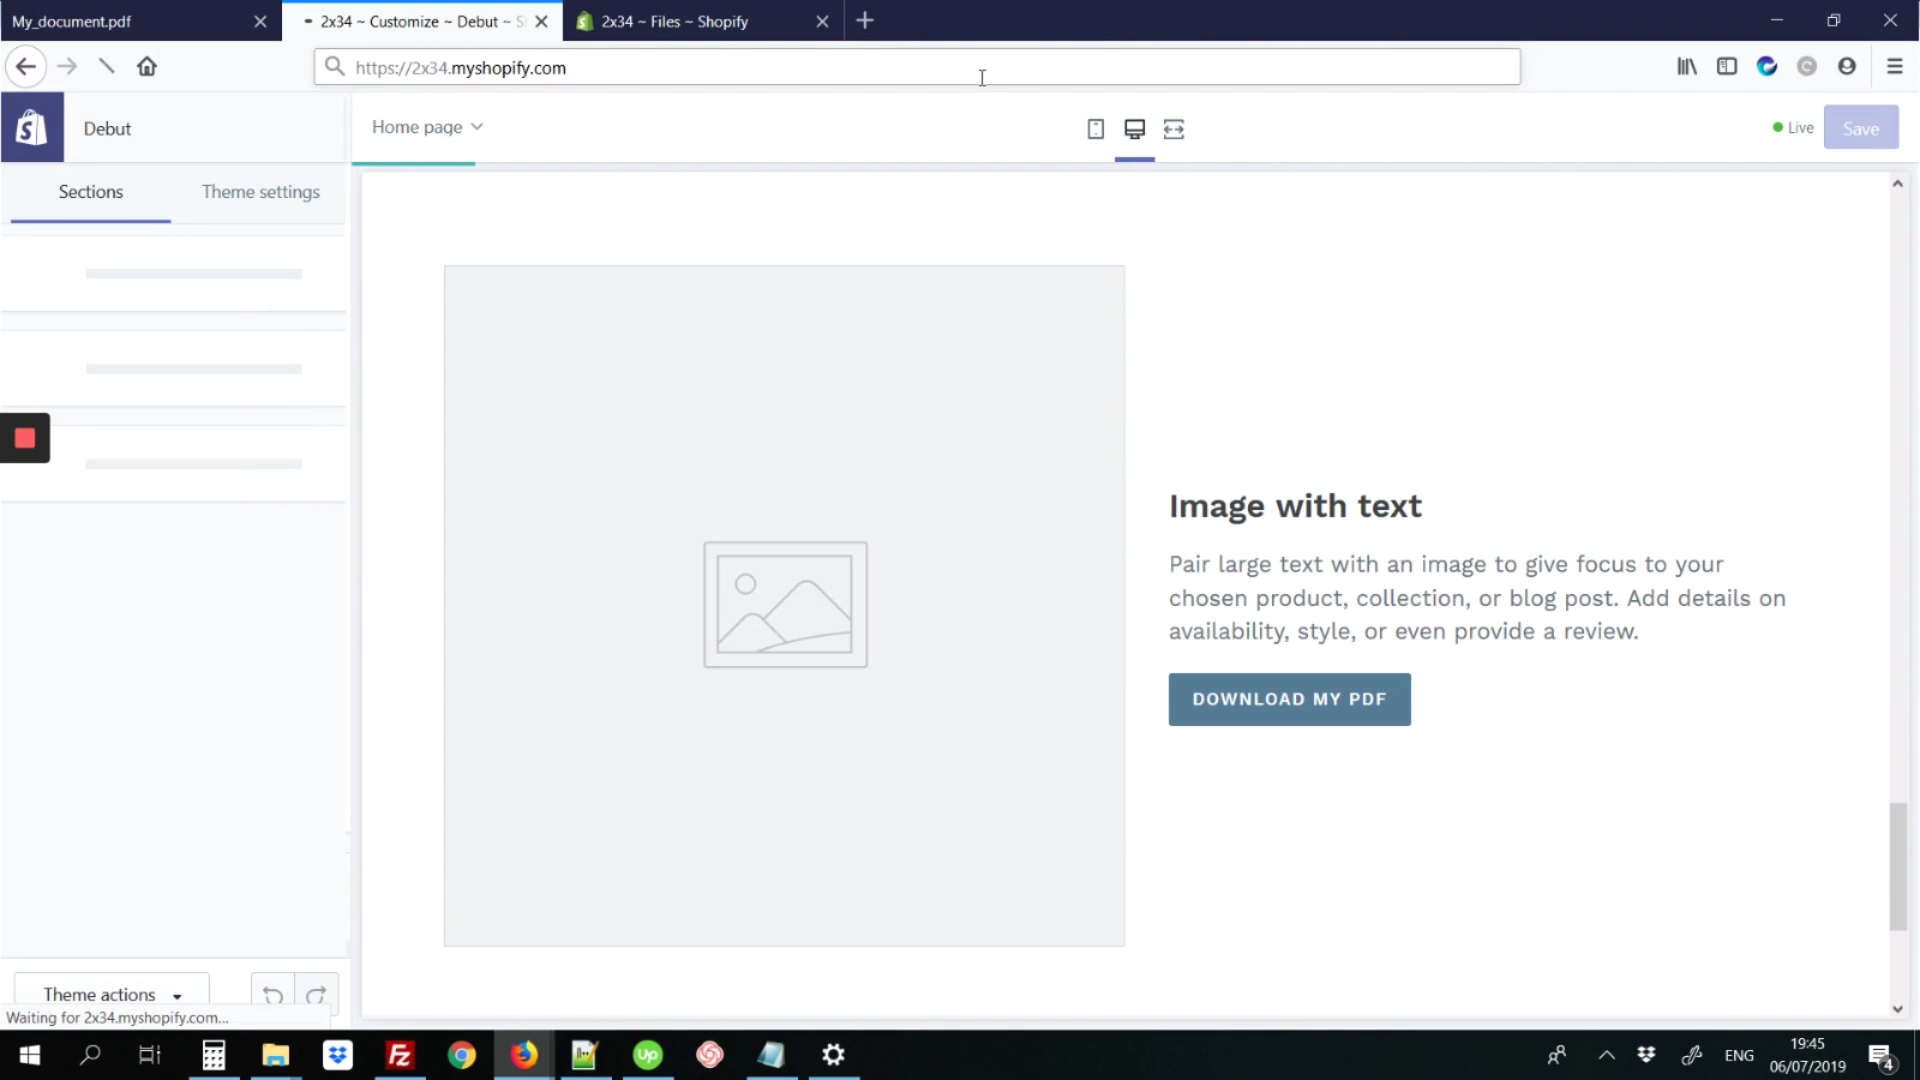 My_document.pdf
2x34 ~ Customize ~ Debut ~ S
2x34 ~ Files ~ Shopify
https://2x34.myshopify.com
Debut
Home page
Live
Save
Sections
Theme settings
Image with text
Pair large text with an image to give focus to your
chosen product, collection, or blog post. Add details on
availability, style, or even provide a review.
DOWNLOAD MY PDF
Theme actions
Waiting for 2x34.myshopify.com...
Up
ENG
19:45
06/07/2019
4